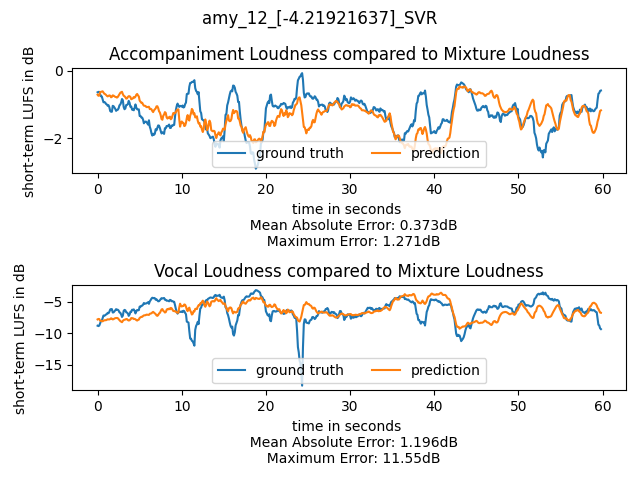 amy_12_[-4.21921637]_SVR
Accompaniment Loudness compared to Mixture Loudness
short-term LUFS in dB
0
−2
ground truth
prediction
0
10
20
30
40
50
60
time in seconds
Mean Absolute Error: 0.373dB
Maximum Error: 1.271dB
Vocal Loudness compared to Mixture Loudness
short-term LUFS in dB
−5
−10
−15
ground truth
prediction
0
10
20
30
40
50
60
time in seconds
Mean Absolute Error: 1.196dB
Maximum Error: 11.55dB